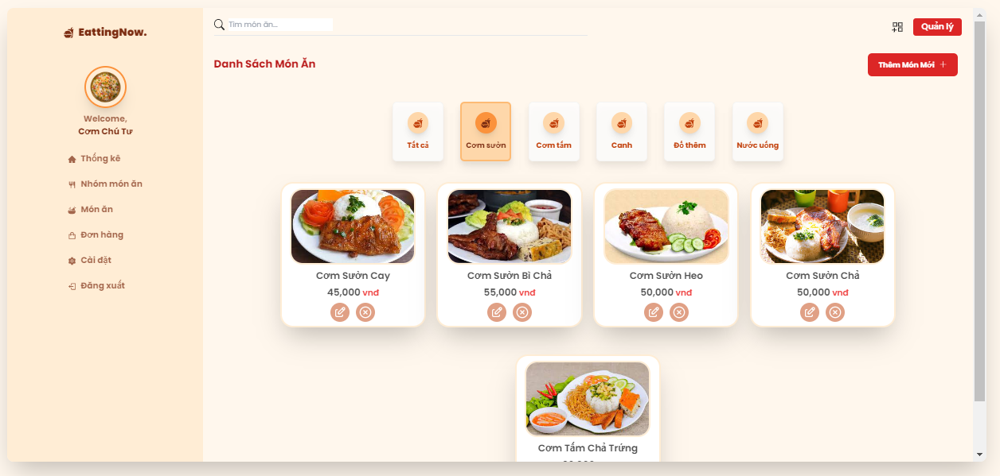 EattingNow.
Welcome,
Cơm Chú Tư
Thống kê
Nhóm món ăn
Món ăn
Đơn hàng
Cài đặt
Đăng xuất
Tìm món ăn...
Quản lý
Danh Sách Món Ăn
Thêm Món Mới +
Tất cả
Cơm sườn
Cơm tấm
Canh
Đồ thêm
Nước uống
Cơm Sườn Cay
45,000 vnđ
Cơm Sườn Bì Chả
55,000 vnđ
Cơm Sườn Heo
50,000 vnđ
Cơm Sườn Chả
50,000 vnđ
Cơm Tấm Chả Trứng